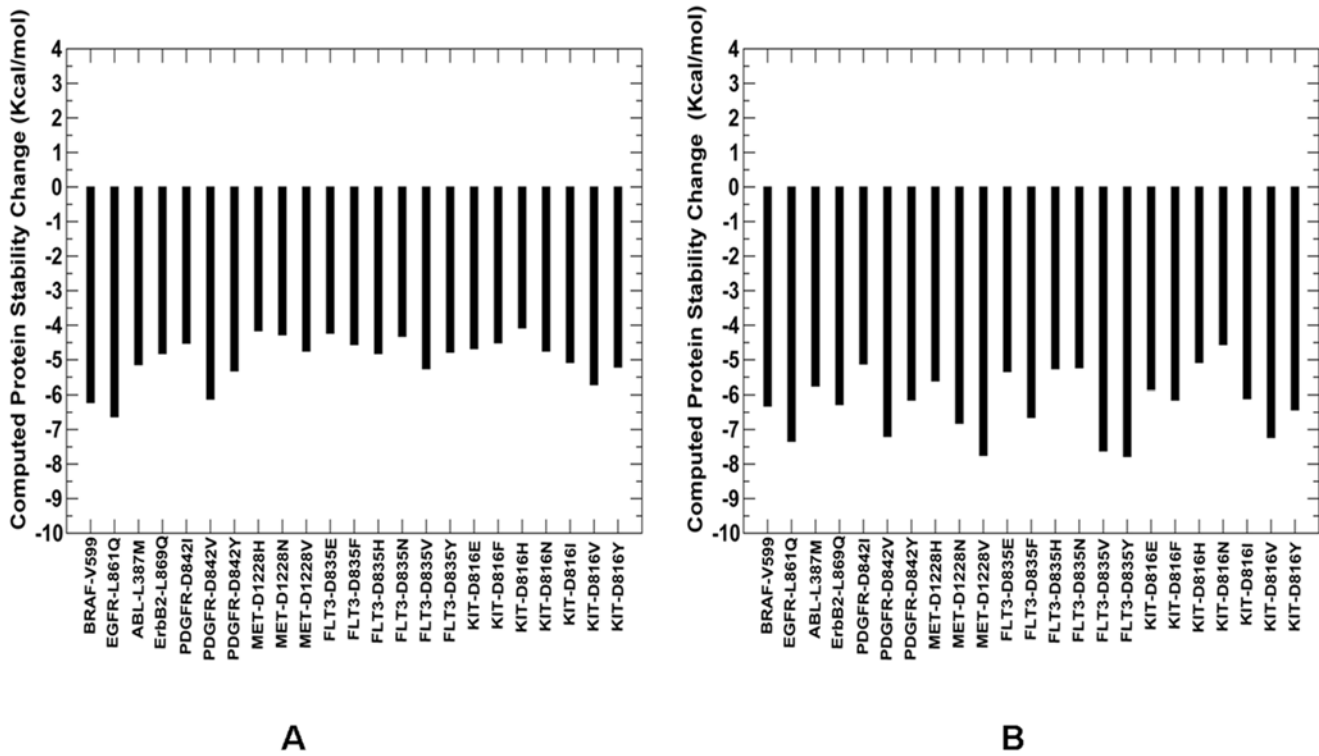 Computed Protein Stability Change (Kcal/mol)
4
3
2
1
0
-1
-2
-3
-4
-5
-6
-7
-8
-9
-10
BRAF-V599
EGFR-L861Q
ABL-L387M
ErbB2-L869Q
PDGFR-D842I
PDGFR-D842V
PDGFR-D842Y
MET-D1228H
MET-D1228N
MET-D1228V
FLT3-D835E
FLT3-D835F
FLT3-D835H
FLT3-D835N
FLT3-D835V
FLT3-D835Y
KIT-D816E
KIT-D816F
KIT-D816H
KIT-D816N
KIT-D816I
KIT-D816V
KIT-D816Y
A
Computed Protein Stability Change (Kcal/mol)
4
3
2
1
0
-1
-2
-3
-4
-5
-6
-7
-8
-9
-10
BRAF-V599
EGFR-L861Q
ABL-L387M
ErbB2-L869Q
PDGFR-D842I
PDGFR-D842V
PDGFR-D842Y
MET-D1228H
MET-D1228N
MET-D1228V
FLT3-D835E
FLT3-D835F
FLT3-D835H
FLT3-D835N
FLT3-D835V
FLT3-D835Y
KIT-D816E
KIT-D816F
KIT-D816H
KIT-D816N
KIT-D816I
KIT-D816V
KIT-D816Y
B